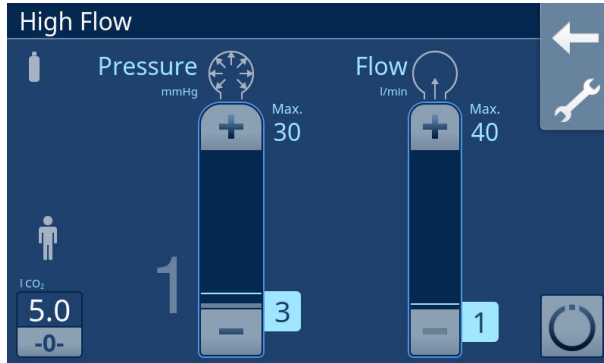 High Flow
Pressure
mmHg
Flow
l/min
+
Max.
30
+
Max.
40
1
3
1
−
−
l CO₂
5.0
-0-